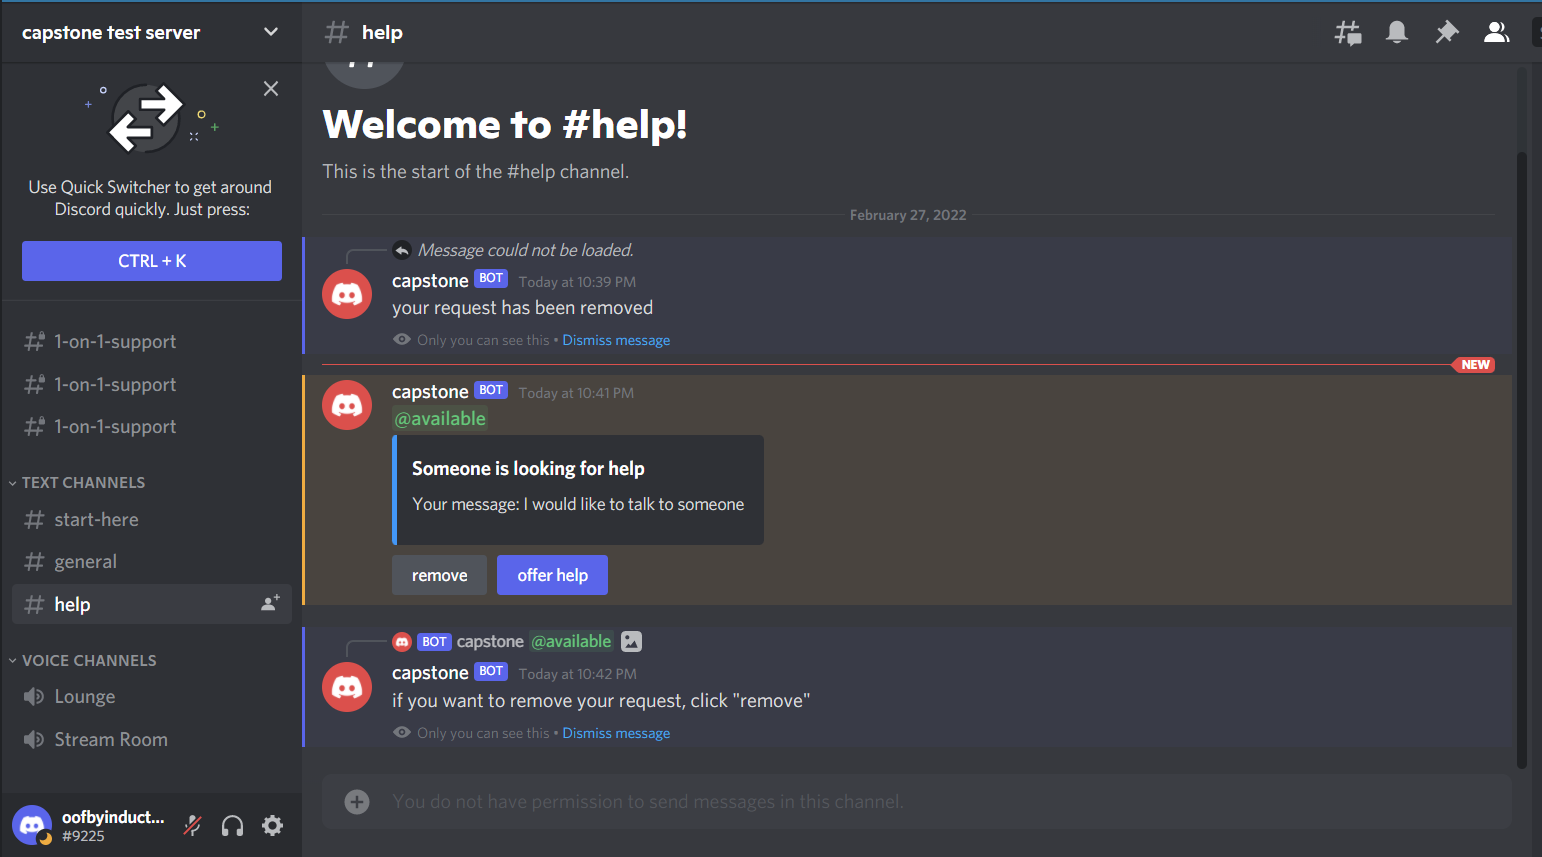 capstone test server
Use Quick Switcher to get around
Discord quickly. Just press:
CTRL + K
1-on-1-support
1-on-1-support
1-on-1-support
TEXT CHANNELS
start-here
general
help
VOICE CHANNELS
Lounge
Stream Room
oofbyinduct...
#9225
help
Welcome to #help!
This is the start of the #help channel.
February 27, 2022
Message could not be loaded.
capstone BOT Today at 10:39 PM
your request has been removed
Only you can see this • Dismiss message
NEW
capstone BOT Today at 10:41 PM
@available
Someone is looking for help
Your message: I would like to talk to someone
remove offer help
BOT capstone @available
capstone BOT Today at 10:42 PM
if you want to remove your request, click "remove"
Only you can see this • Dismiss message
You do not have permission to send messages in this channel.